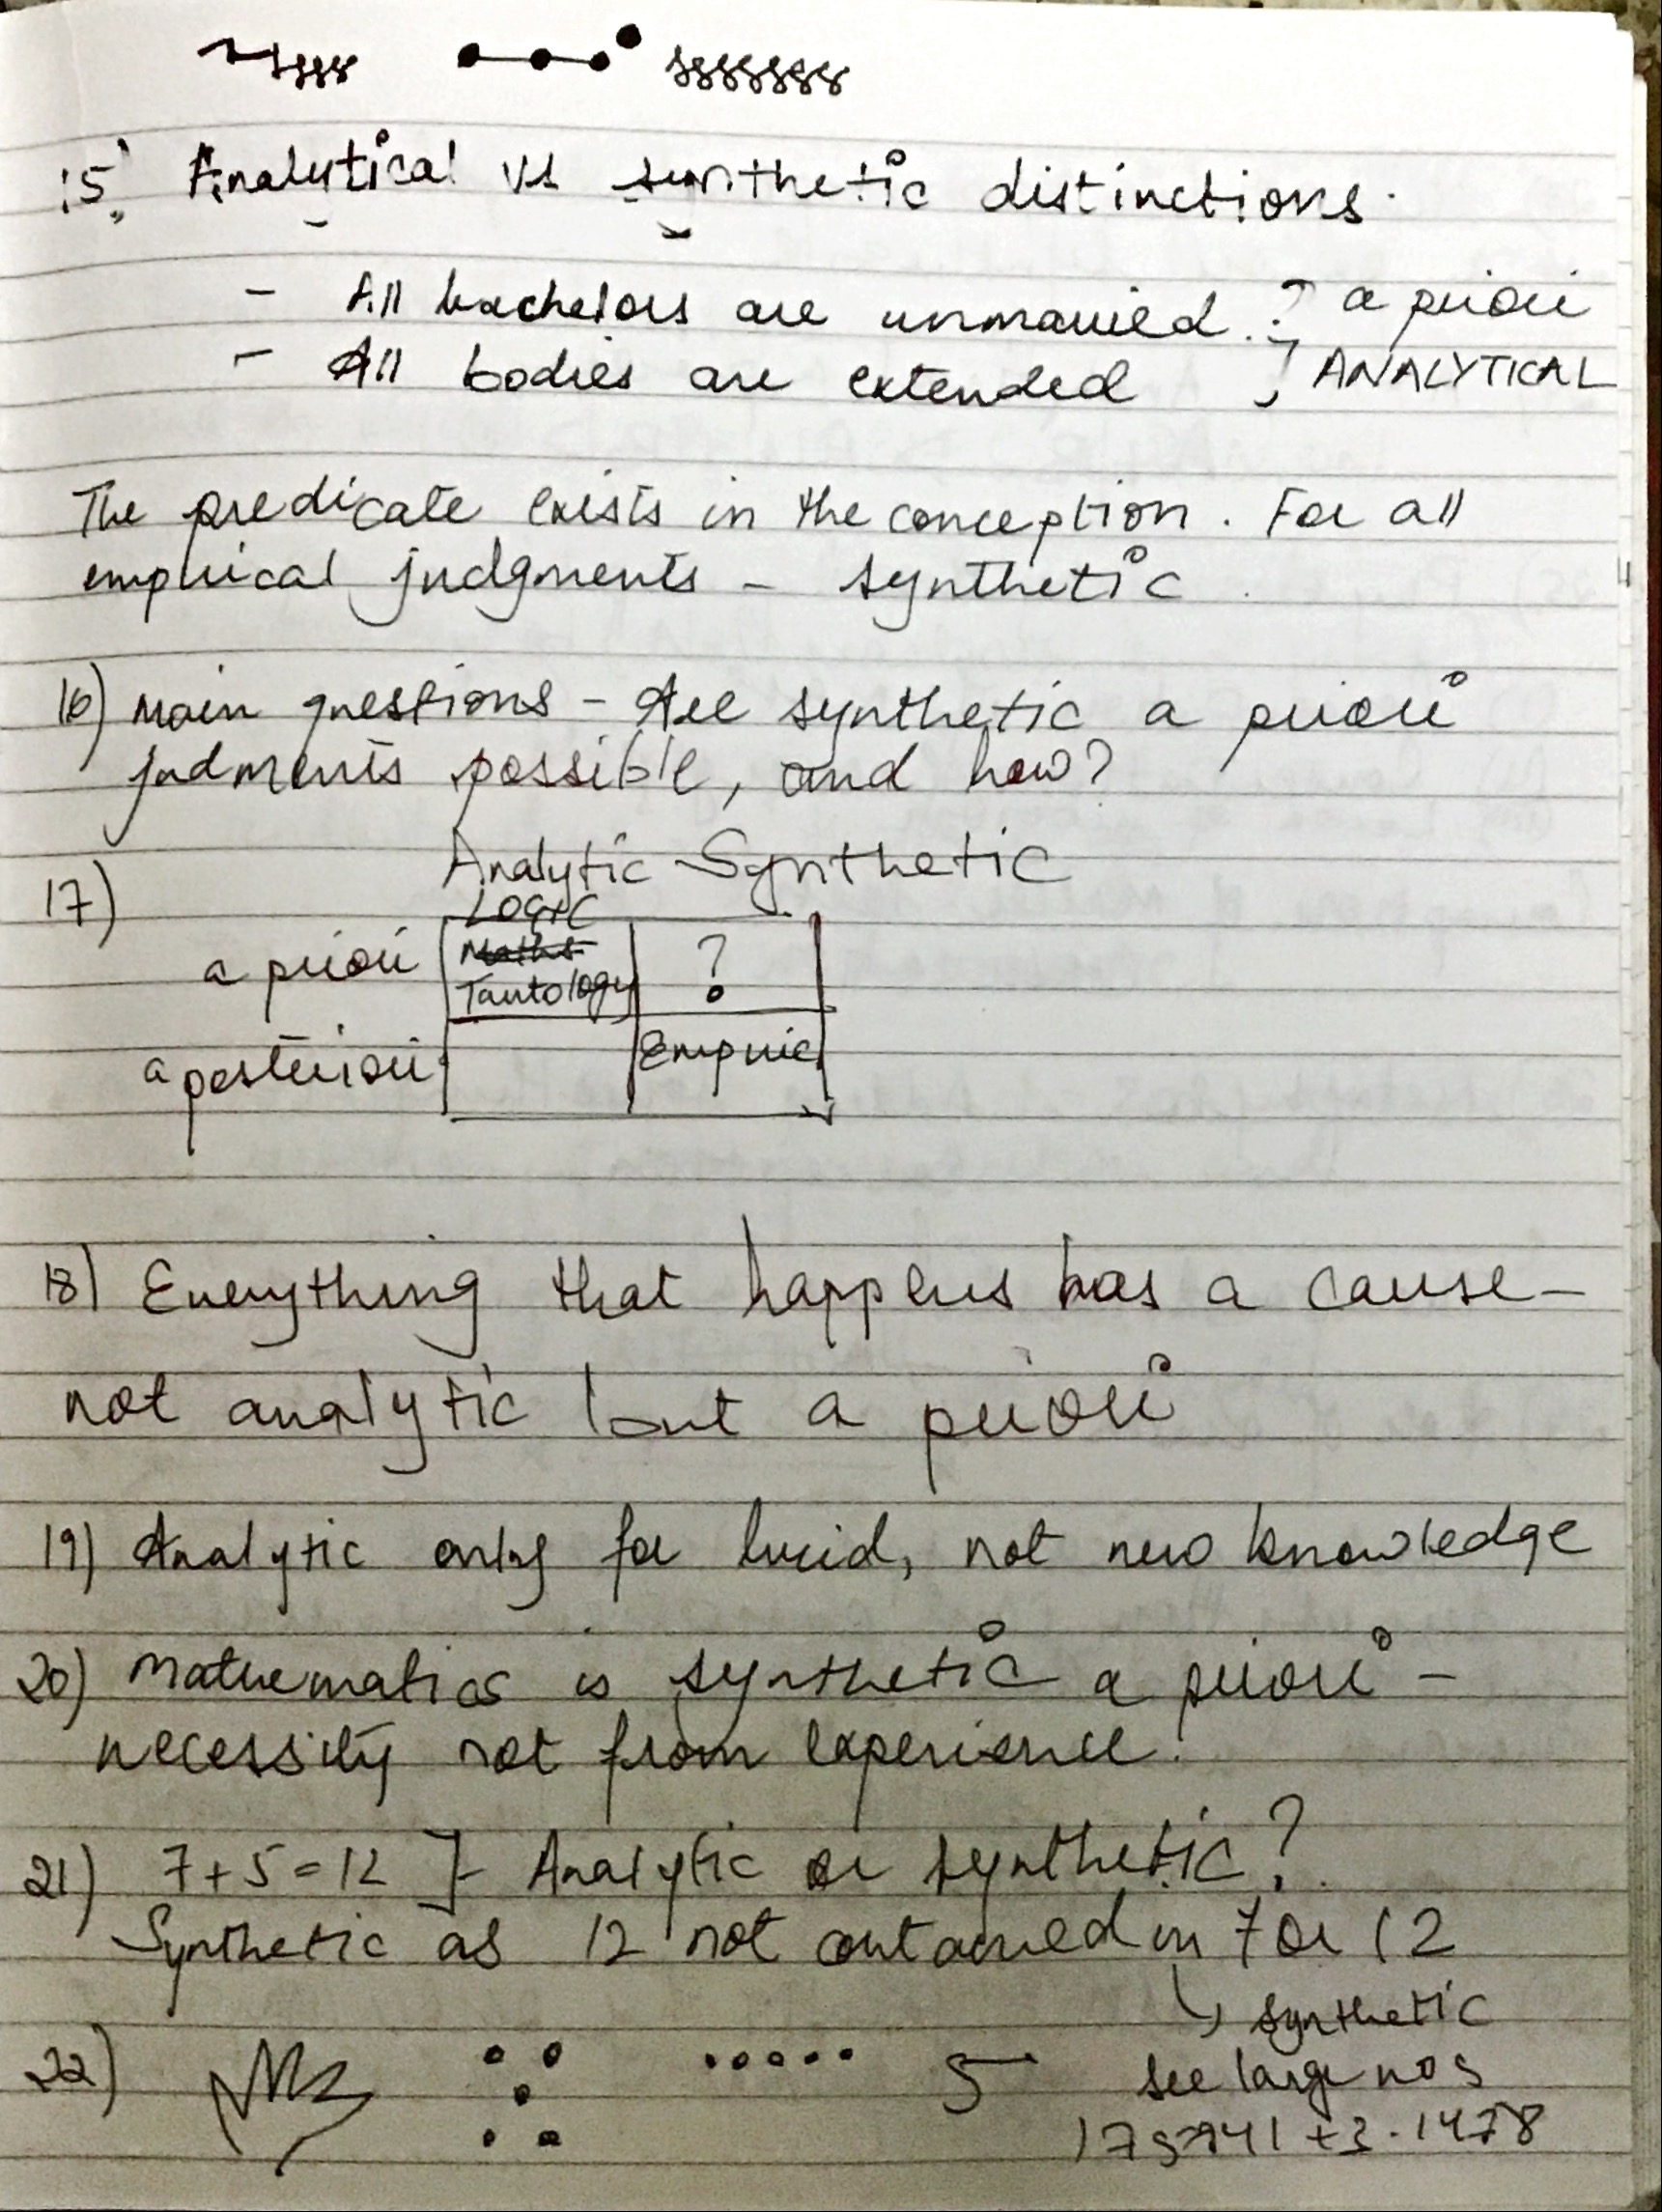 15. Analytical vs synthetic distinctions.
- All bachelors are unmarried. } a priori
- All bodies are extended } ANALYTICAL
The predicate exists in the conception. For all
empirical judgments - synthetic.
16) Main questions - Are synthetic a priori
judments possible, and how?
Analytic Synthetic
17)
LOGIC
a priori Maths ?
Tautology
a posteriori Empiric
18) Everything that happens has a cause -
not analytic but a priori
19) Analytic only for lucid, not new knowledge
20) Mathematics is synthetic a priori -
necessity not from experience.
21) 7+5=12 }- Analytic or synthetic?
Synthetic as 12 not contained in 7 or 12
↳ synthetic
22) 5 see large nos